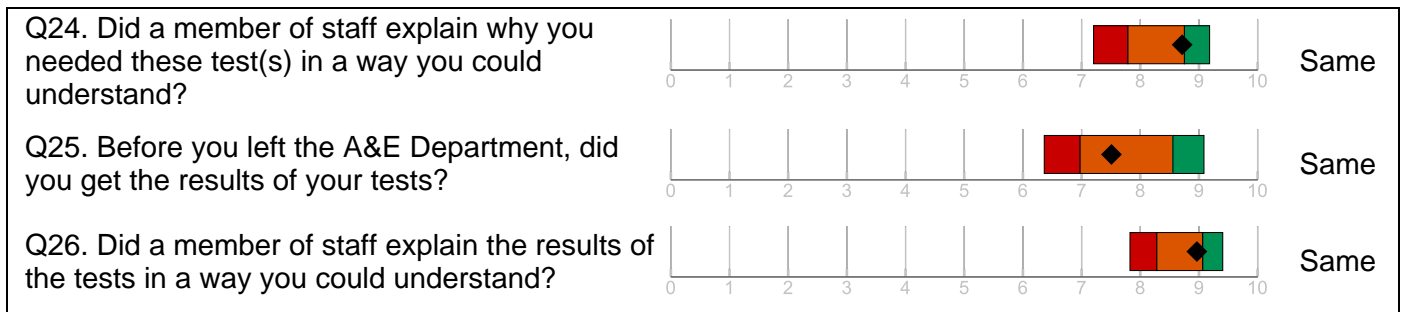 Q24. Did a member of staff explain why you
needed these test(s) in a way you could
understand?
0 1 2 3 4 5 6 7 8 9 10
Same
Q25. Before you left the A&E Department, did
you get the results of your tests?
0 1 2 3 4 5 6 7 8 9 10
Same
Q26. Did a member of staff explain the results of
the tests in a way you could understand?
0 1 2 3 4 5 6 7 8 9 10
Same